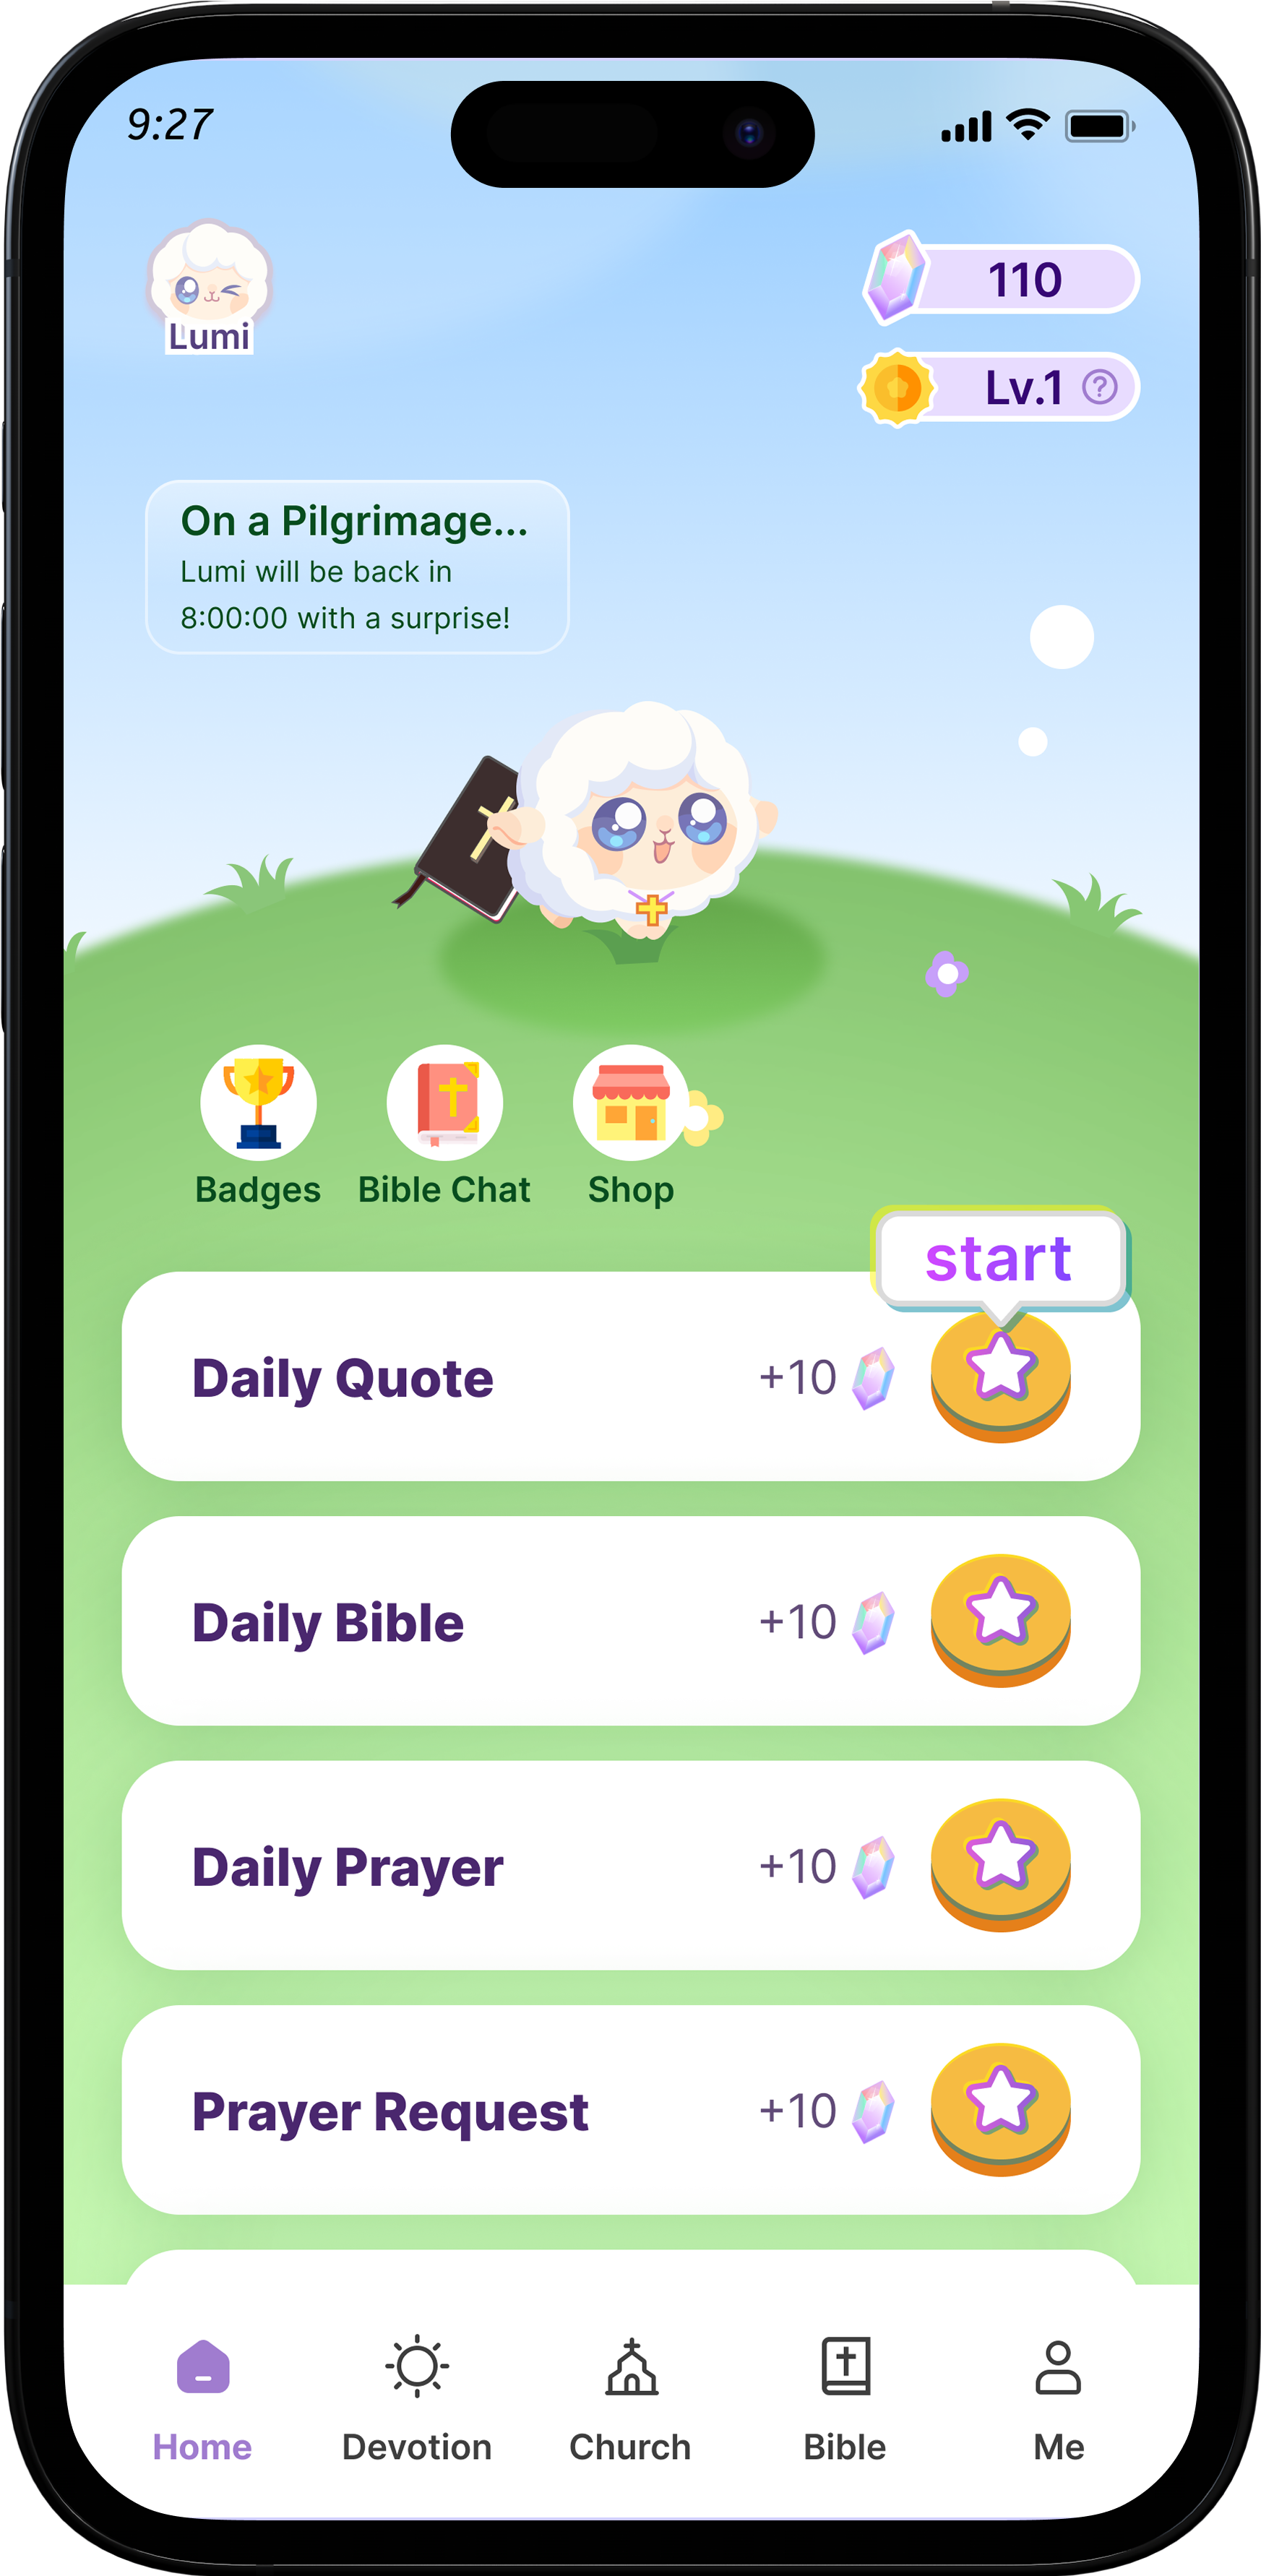 9:27
Lumi
110
Lv.1 ?
On a Pilgrimage...
Lumi will be back in
8:00:00 with a surprise!
Badges
Bible Chat
Shop
start
Daily Quote
+10
Daily Bible
+10
Daily Prayer
+10
Prayer Request
+10
Home
Devotion
Church
Bible
Me